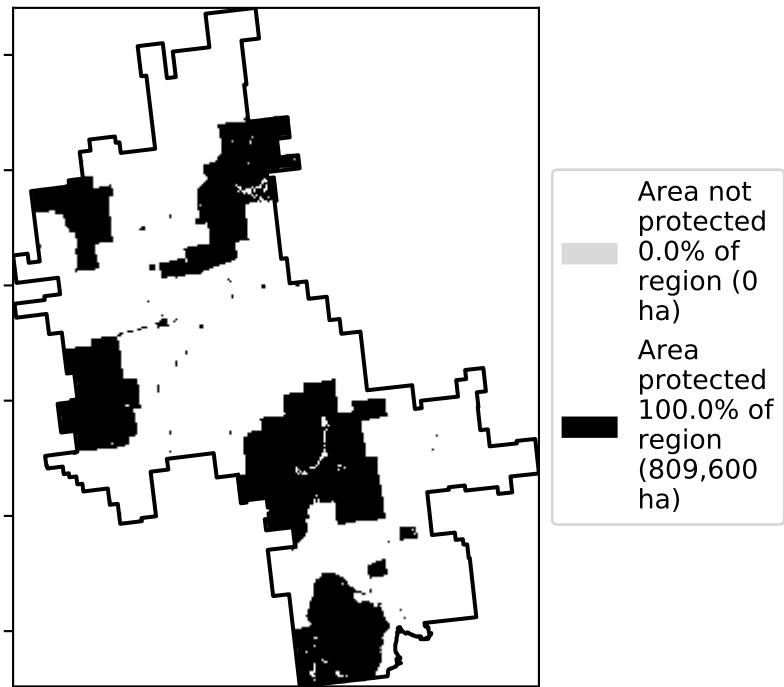 Area not
protected
0.0% of
region (0
ha)
Area
protected
100.0% of
region
(809,600
ha)